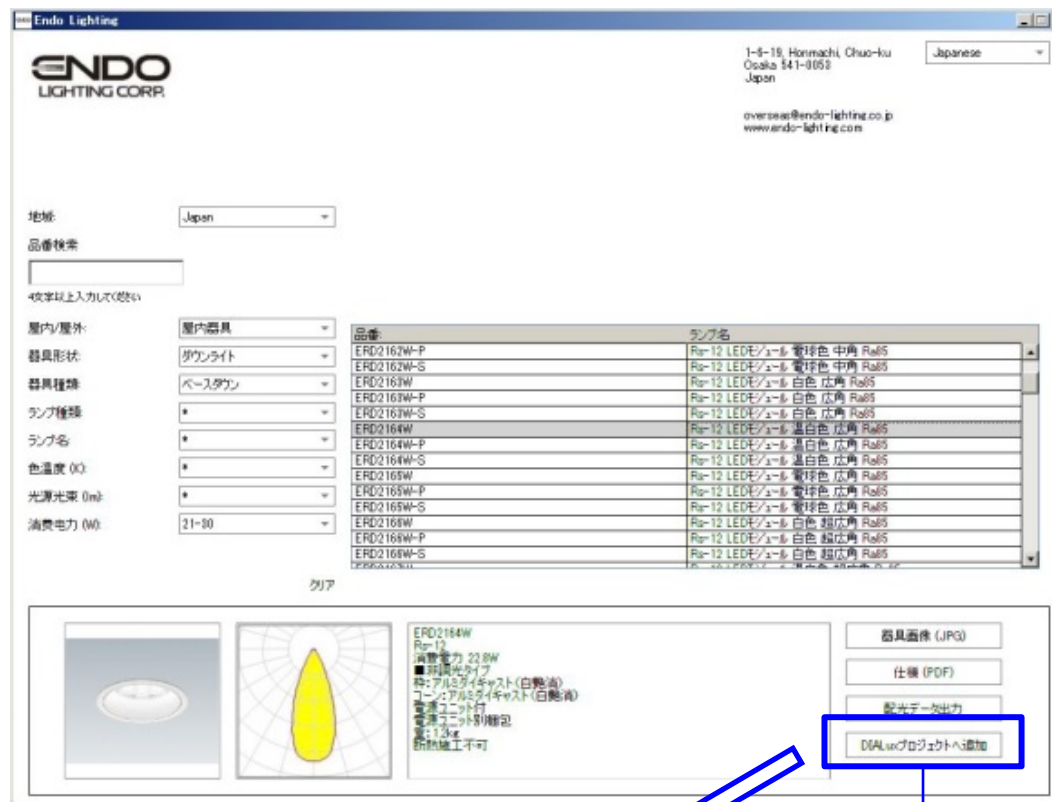 Endo Lighting
ENDO
LIGHTING CORP.
1-6-19, Honmachi, Chuo-ku
Osaka 541-0053
Japan
Japanese
overseas@endo-lighting.co.jp
www.endo-lighting.com
地域:
Japan
品番検索
4文字以上入力してください
屋内/屋外:
屋内器具
器具形状:
ダウンライト
器具種類:
ベースダウン
ランプ種類:
*
ランプ名:
*
色温度 (K):
*
光源光束 (lm):
*
消費電力 (W):
21-30
クリア
品番: ランプ名
ERD2162W-P Rs-12 LEDモジュール 電球色 中角 Ra85
ERD2162W-S Rs-12 LEDモジュール 電球色 中角 Ra85
ERD2163W Rs-12 LEDモジュール 白色 広角 Ra85
ERD2163W-P Rs-12 LEDモジュール 白色 広角 Ra85
ERD2163W-S Rs-12 LEDモジュール 白色 広角 Ra85
ERD2164W Rs-12 LEDモジュール 温白色 広角 Ra85
ERD2164W-P Rs-12 LEDモジュール 温白色 広角 Ra85
ERD2164W-S Rs-12 LEDモジュール 温白色 広角 Ra85
ERD2165W Rs-12 LEDモジュール 電球色 広角 Ra85
ERD2165W-P Rs-12 LEDモジュール 電球色 広角 Ra85
ERD2165W-S Rs-12 LEDモジュール 電球色 広角 Ra85
ERD2166W Rs-12 LEDモジュール 白色 超広角 Ra85
ERD2166W-P Rs-12 LEDモジュール 白色 超広角 Ra85
ERD2166W-S Rs-12 LEDモジュール 白色 超広角 Ra85
ERD2164W
Rs-12
消費電力 22.8W
■非調光タイプ
枠:アルミダイキャスト(白艶消)
コーン:アルミダイキャスト(白艶消)
電源ユニット付
電源ユニット別梱包
重:1.2kg
断熱施工不可
器具画像 (JPG)
仕様 (PDF)
配光データ出力
DIALuxプロジェクトへ追加